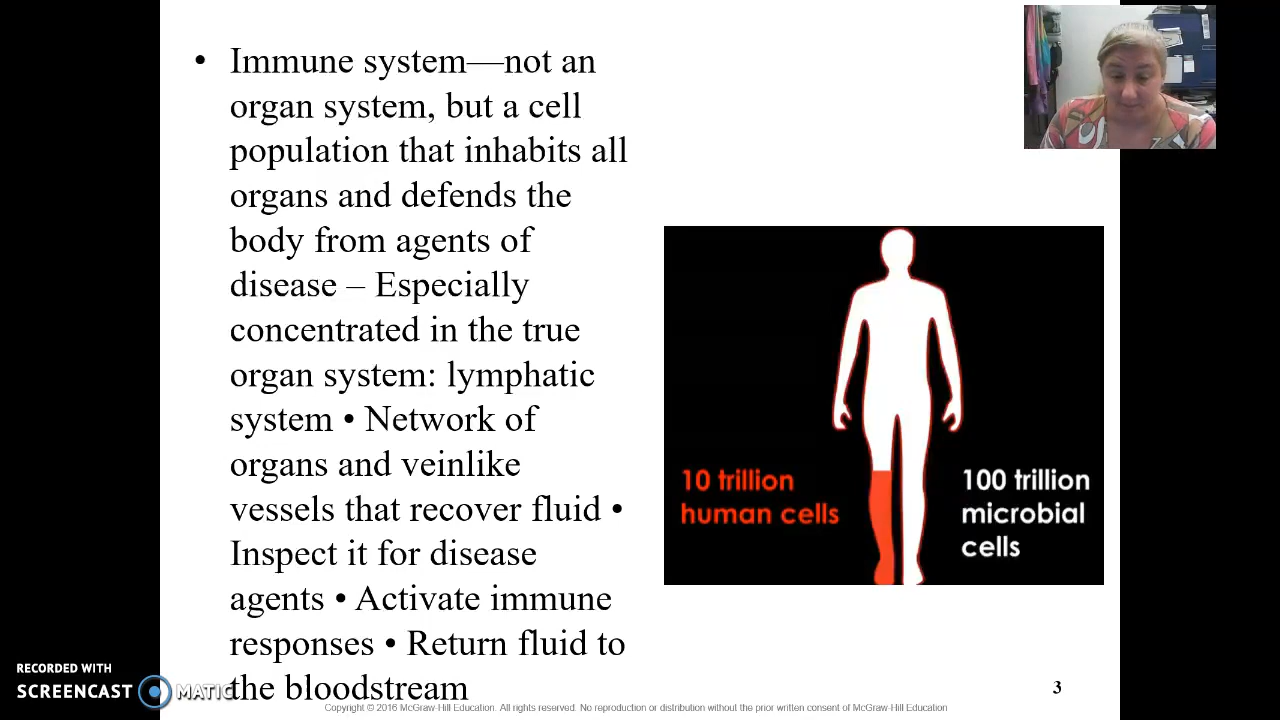 • Immune system—not an
organ system, but a cell
population that inhabits all
organs and defends the
body from agents of
disease – Especially
concentrated in the true
organ system: lymphatic
system • Network of
organs and veinlike
vessels that recover fluid •
Inspect it for disease
agents • Activate immune
responses • Return fluid to
the bloodstream
10 trillion
human cells
100 trillion
microbial
cells
RECORDED WITH
SCREENCAST MATIC
3
Copyright © 2016 McGraw-Hill Education. All rights reserved. No reproduction or distribution without the prior written consent of McGraw-Hill Education